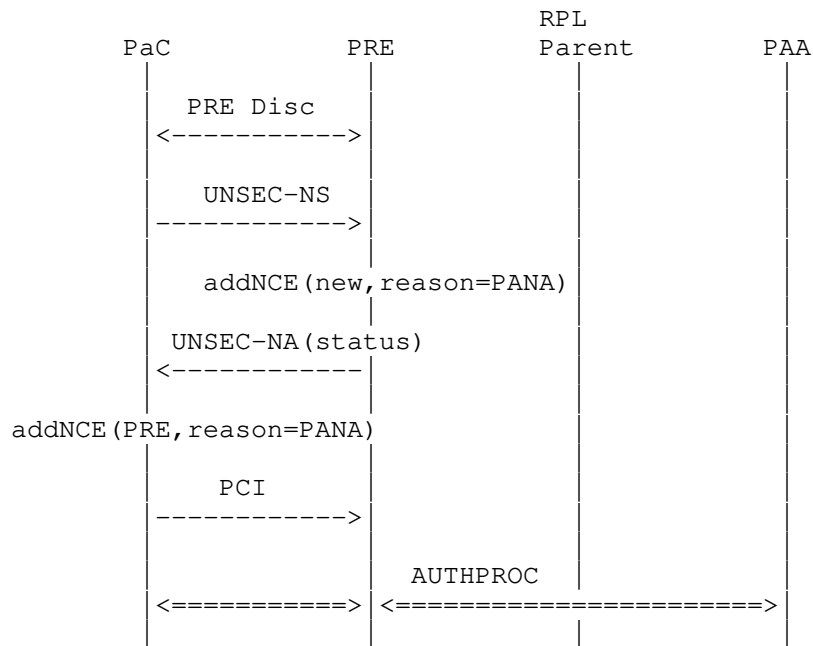 RPL
PaC PRE Parent PAA
PRE Disc
<----------->
UNSEC-NS
------------>
addNCE(new,reason=PANA)
UNSEC-NA(status)
<------------
addNCE(PRE,reason=PANA)
PCI
------------>
AUTHPROC
<===========> <=======================>